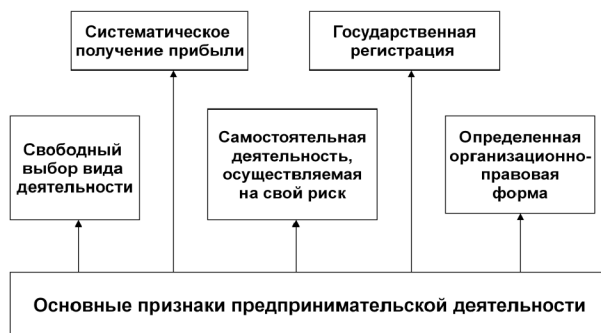 Систематическое
получение прибыли
Государственная
регистрация
Свободный
выбор вида
деятельности
Самостоятельная
деятельность,
осуществляемая
на свой риск
Определенная
организационно-
правовая
форма
Основные признаки предпринимательской деятельности